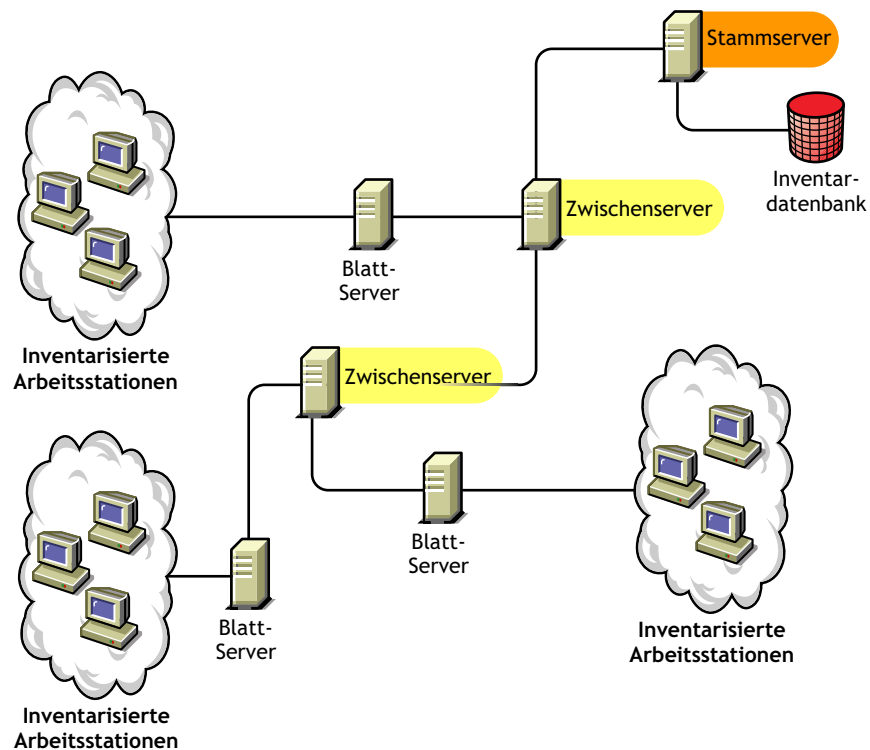 Stammserver
Inventar-
datenbank
Zwischenserver
Blatt-
Server
Inventarisierte
Arbeitsstationen
Zwischenserver
Blatt-
Server
Inventarisierte
Arbeitsstationen
Blatt-
Server
Inventarisierte
Arbeitsstationen